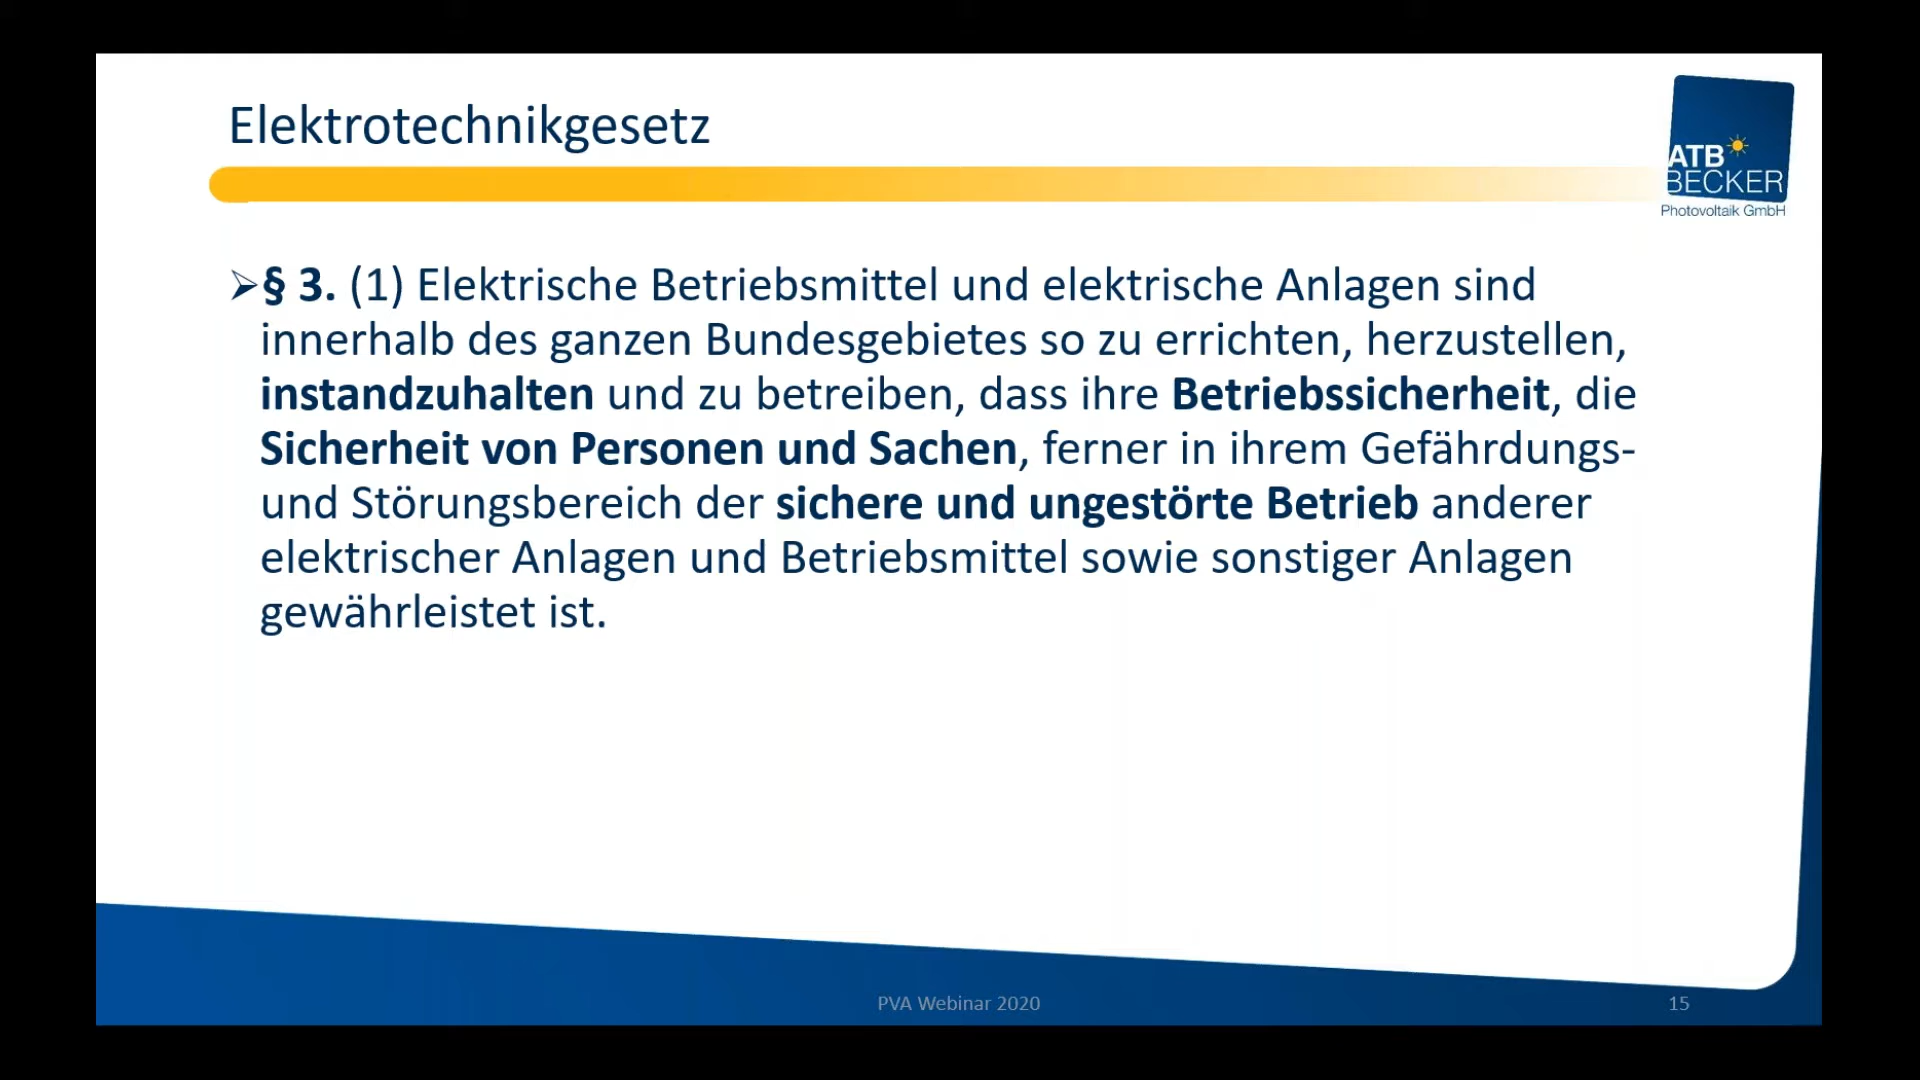 Elektrotechnikgesetz
ATB
BECKER
Photovoltaik GmbH
➢§ 3. (1) Elektrische Betriebsmittel und elektrische Anlagen sind
innerhalb des ganzen Bundesgebietes so zu errichten, herzustellen,
instandzuhalten und zu betreiben, dass ihre Betriebssicherheit, die
Sicherheit von Personen und Sachen, ferner in ihrem Gefährdungs-
und Störungsbereich der sichere und ungestörte Betrieb anderer
elektrischer Anlagen und Betriebsmittel sowie sonstiger Anlagen
gewährleistet ist.
PVA Webinar 2020
15